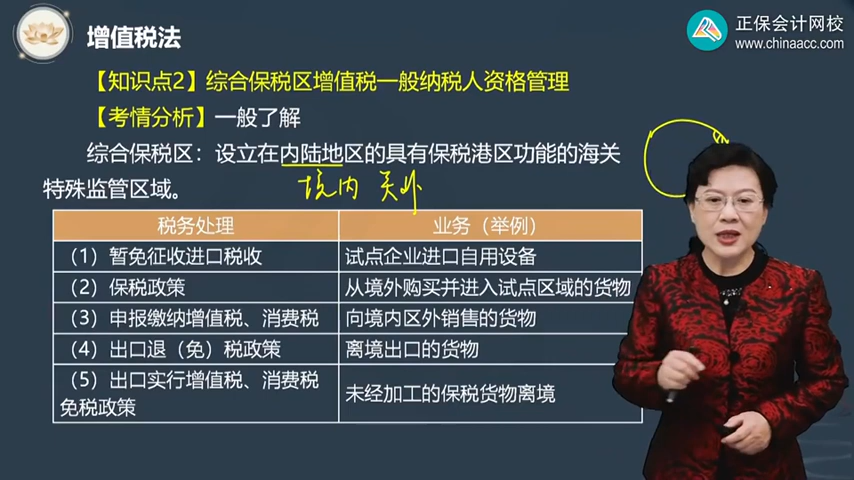 增值税法
正保会计网校
www.chinaacc.com
【知识点2】综合保税区增值税一般纳税人资格管理
【考情分析】一般了解
综合保税区：设立在内陆地区的具有保税港区功能的海关
特殊监管区域。
境内 关外
税务处理
业务（举例）
（1）暂免征收进口税收
试点企业进口自用设备
（2）保税政策
从境外购买并进入试点区域的货物
（3）申报缴纳增值税、消费税
向境内区外销售的货物
（4）出口退（免）税政策
离境出口的货物
（5）出口实行增值税、消费税
免税政策
未经加工的保税货物离境